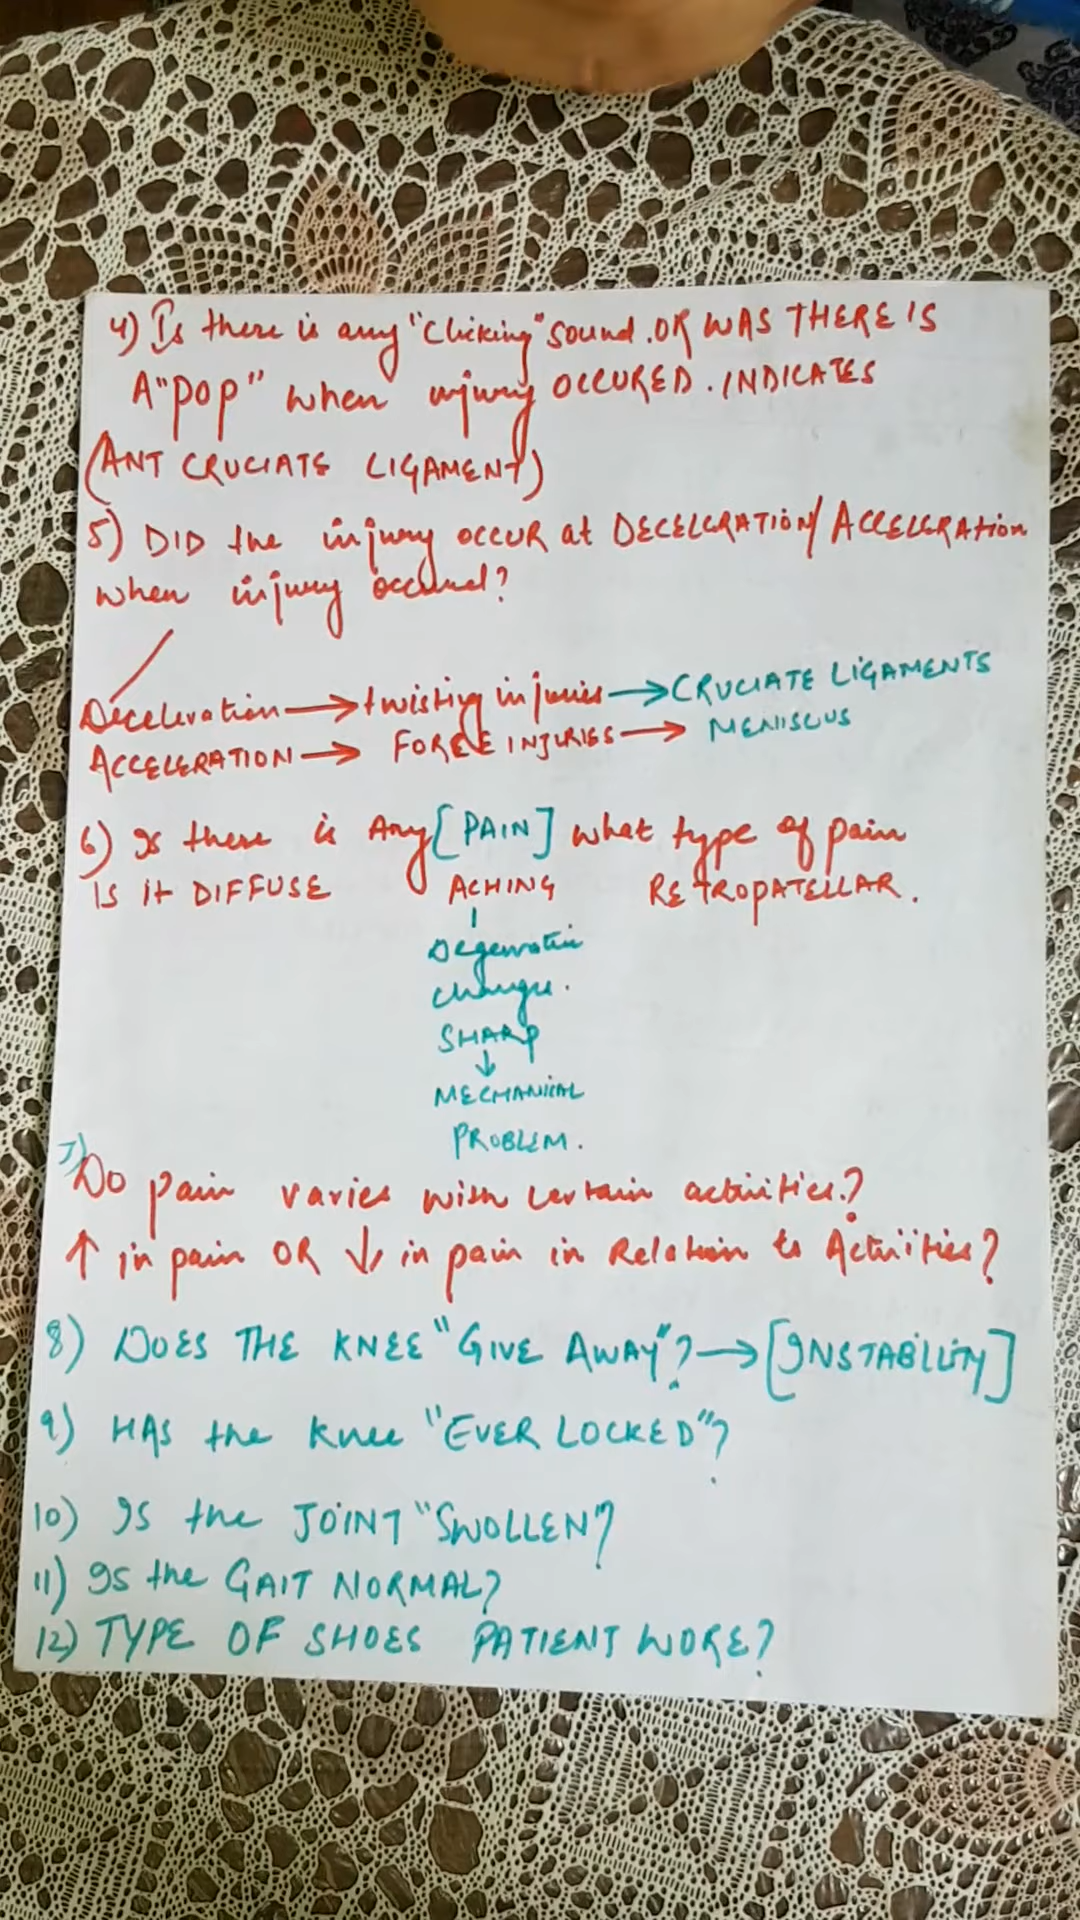 4) Is there is any "clicking" sound. OR WAS THERE IS
A "pop" when injury OCCURED. INDICATES
(ANT CRUCIATE LIGAMENT)
5) DID the injury OCCUR at DECELERATION/ACCELERATION
when injury occured?
Deceleration → twisting injuries → CRUCIATE LIGAMENTS
ACCELERATION → FORCE INJURIES → MENISCUS
6) Is there is Any [PAIN] what type of pain
IS it DIFFUSE ACHING RETROPATELLAR.
Degenratic
change.
SHARP
↓
MECHANICAL
PROBLEM.
7) Do pain varies with certain activities?
↑ in pain OR ↓ in pain in Relation to Activities?
8) DOES THE KNEE "GIVE AWAY"? → [INSTABILITY]
9) HAS the knee "EVER LOCKED"?
10) IS the JOINT "SWOLLEN"?
11) IS the GAIT NORMAL?
12) TYPE OF SHOES PATIENT WORE?